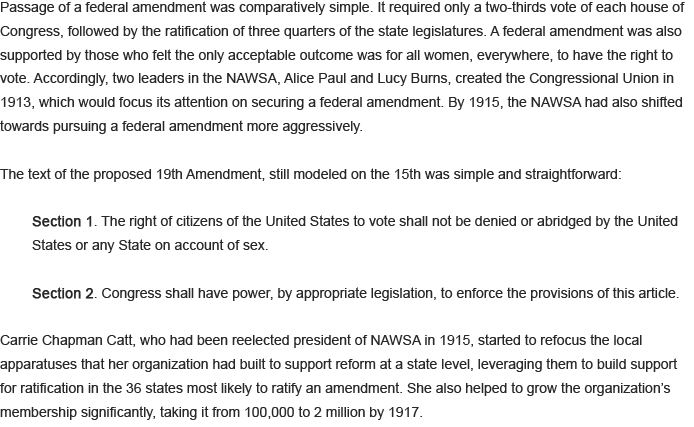 Passage of a federal amendment was comparatively simple. It required only a two-thirds vote of each house of
Congress, followed by the ratification of three quarters of the state legislatures. A federal amendment was also
supported by those who felt the only acceptable outcome was for all women, everywhere, to have the right to
vote. Accordingly, two leaders in the NAWSA, Alice Paul and Lucy Burns, created the Congressional Union in
1913, which would focus its attention on securing a federal amendment. By 1915, the NAWSA had also shifted
towards pursuing a federal amendment more aggressively.
The text of the proposed 19th Amendment, still modeled on the 15th was simple and straightforward:
Section 1. The right of citizens of the United States to vote shall not be denied or abridged by the United
States or any State on account of sex.
Section 2. Congress shall have power, by appropriate legislation, to enforce the provisions of this article.
Carrie Chapman Catt, who had been reelected president of NAWSA in 1915, started to refocus the local
apparatuses that her organization had built to support reform at a state level, leveraging them to build support
for ratification in the 36 states most likely to ratify an amendment. She also helped to grow the organization's
membership significantly, taking it from 100,000 to 2 million by 1917.